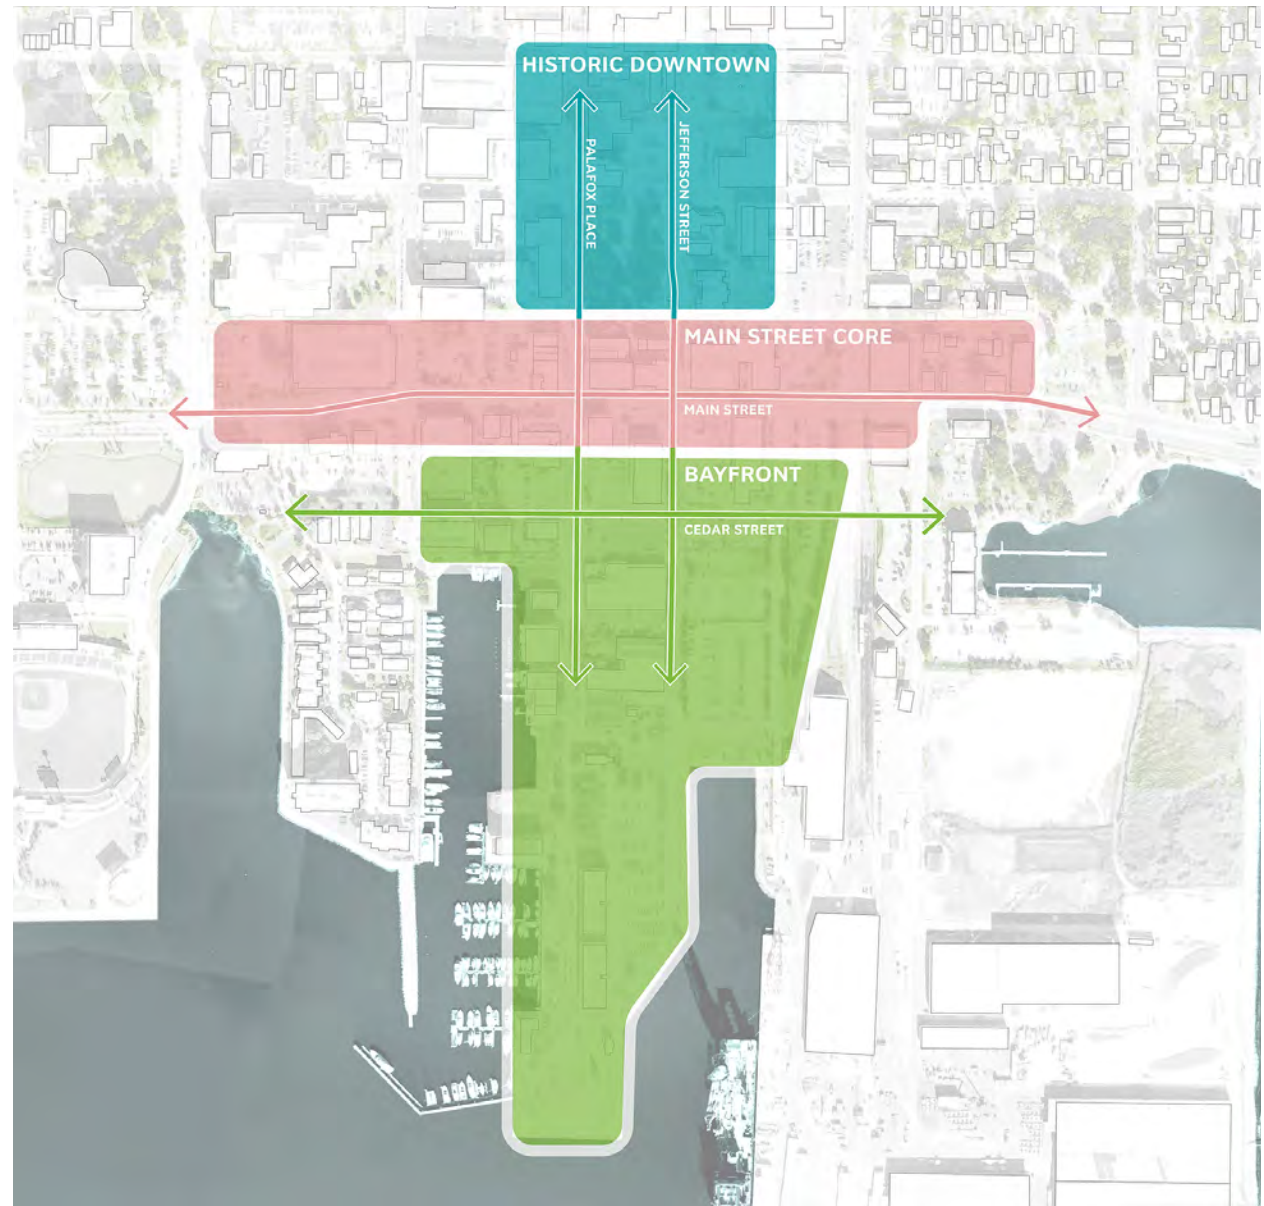 HISTORIC DOWNTOWN
PALAFOX PLACE
JEFFERSON STREET
MAIN STREET CORE
MAIN STREET
BAYFRONT
CEDAR STREET